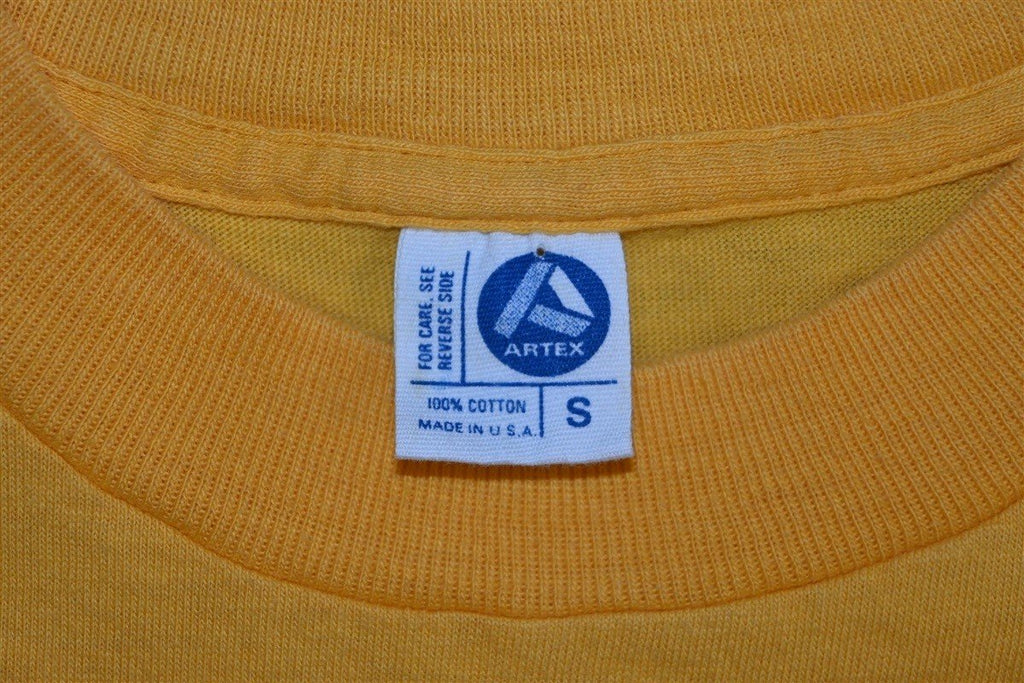 FOR CARE, SEE
REVERSE SIDE
ARTEX
100% COTTON
MADE IN U.S.A.
S